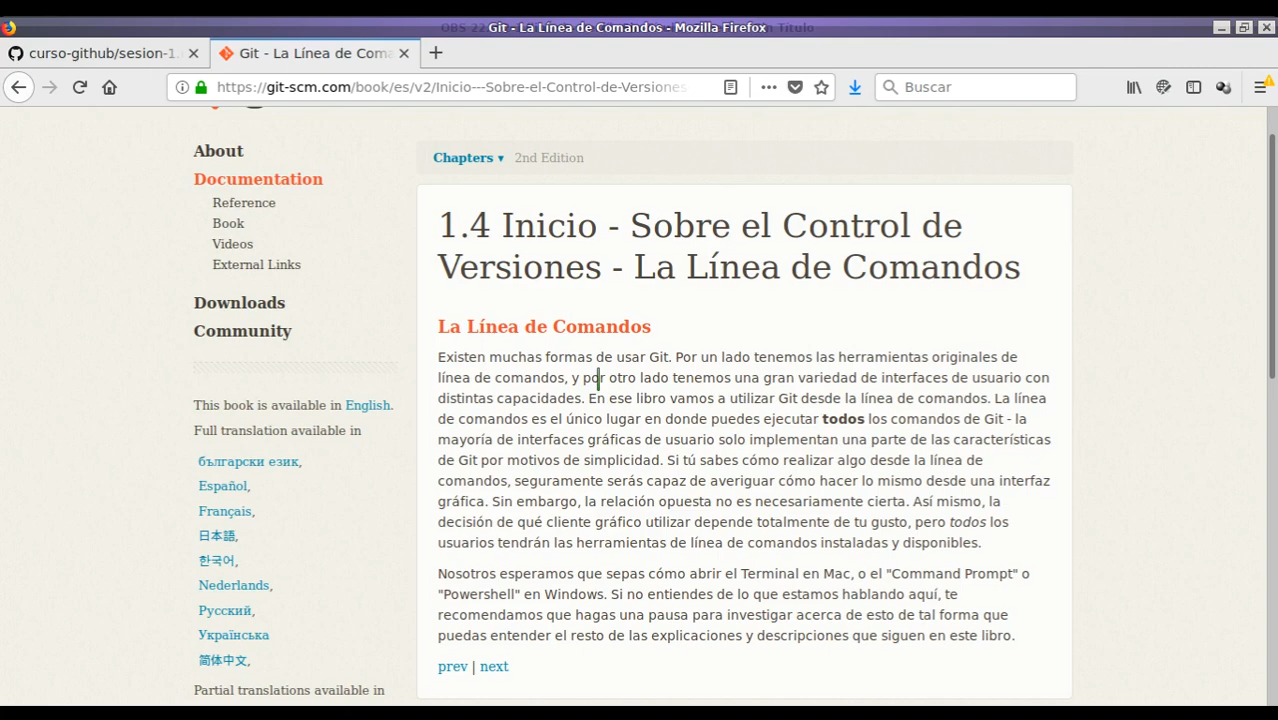 Git - La Línea de Comandos - Mozilla Firefox
curso-github/sesion-1.
Git - La Línea de Coma
https://git-scm.com/book/es/v2/Inicio---Sobre-el-Control-de-Versiones
Buscar
About
Documentation
Reference
Book
Videos
External Links
Downloads
Community
This book is available in English.
Full translation available in
български език,
Español,
Français,
日本語,
한국어,
Nederlands,
Русский,
Українська
简体中文,
Partial translations available in
Chapters ▾ 2nd Edition
1.4 Inicio - Sobre el Control de
Versiones - La Línea de Comandos
La Línea de Comandos
Existen muchas formas de usar Git. Por un lado tenemos las herramientas originales de
línea de comandos, y por otro lado tenemos una gran variedad de interfaces de usuario con
distintas capacidades. En ese libro vamos a utilizar Git desde la línea de comandos. La línea
de comandos es el único lugar en donde puedes ejecutar todos los comandos de Git - la
mayoría de interfaces gráficas de usuario solo implementan una parte de las características
de Git por motivos de simplicidad. Si tú sabes cómo realizar algo desde la línea de
comandos, seguramente serás capaz de averiguar cómo hacer lo mismo desde una interfaz
gráfica. Sin embargo, la relación opuesta no es necesariamente cierta. Así mismo, la
decisión de qué cliente gráfico utilizar depende totalmente de tu gusto, pero todos los
usuarios tendrán las herramientas de línea de comandos instaladas y disponibles.
Nosotros esperamos que sepas cómo abrir el Terminal en Mac, o el "Command Prompt" o
"Powershell" en Windows. Si no entiendes de lo que estamos hablando aquí, te
recomendamos que hagas una pausa para investigar acerca de esto de tal forma que
puedas entender el resto de las explicaciones y descripciones que siguen en este libro.
prev | next